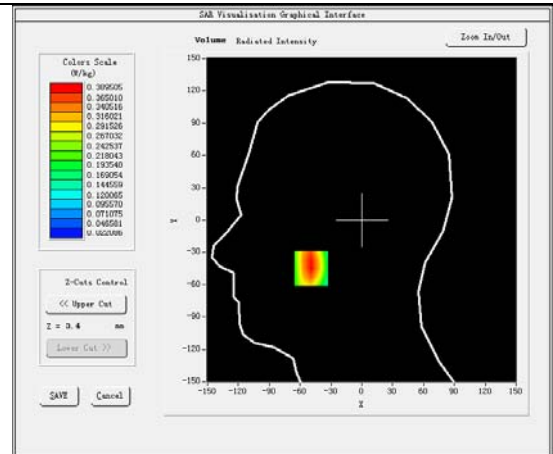 SAR Visualisation Graphical Interface
Volume Radiated Intensity
Zoom In/Out
Colors Scale
(W/kg)
0.389505
0.365010
0.340516
0.316021
0.291526
0.267032
0.242537
0.218043
0.193540
0.169054
0.144559
0.120065
0.095570
0.071075
0.046581
0.022086
Z-Cuts Control
<< Upper Cut
Z = 3.4 mm
Lower Cut >>
SAVE
Cancel
150
120
90
60
30
0
-30
-60
-90
-120
-150
Y
-150 -120 -90 -60 -30 0 30 60 90 120 150
X